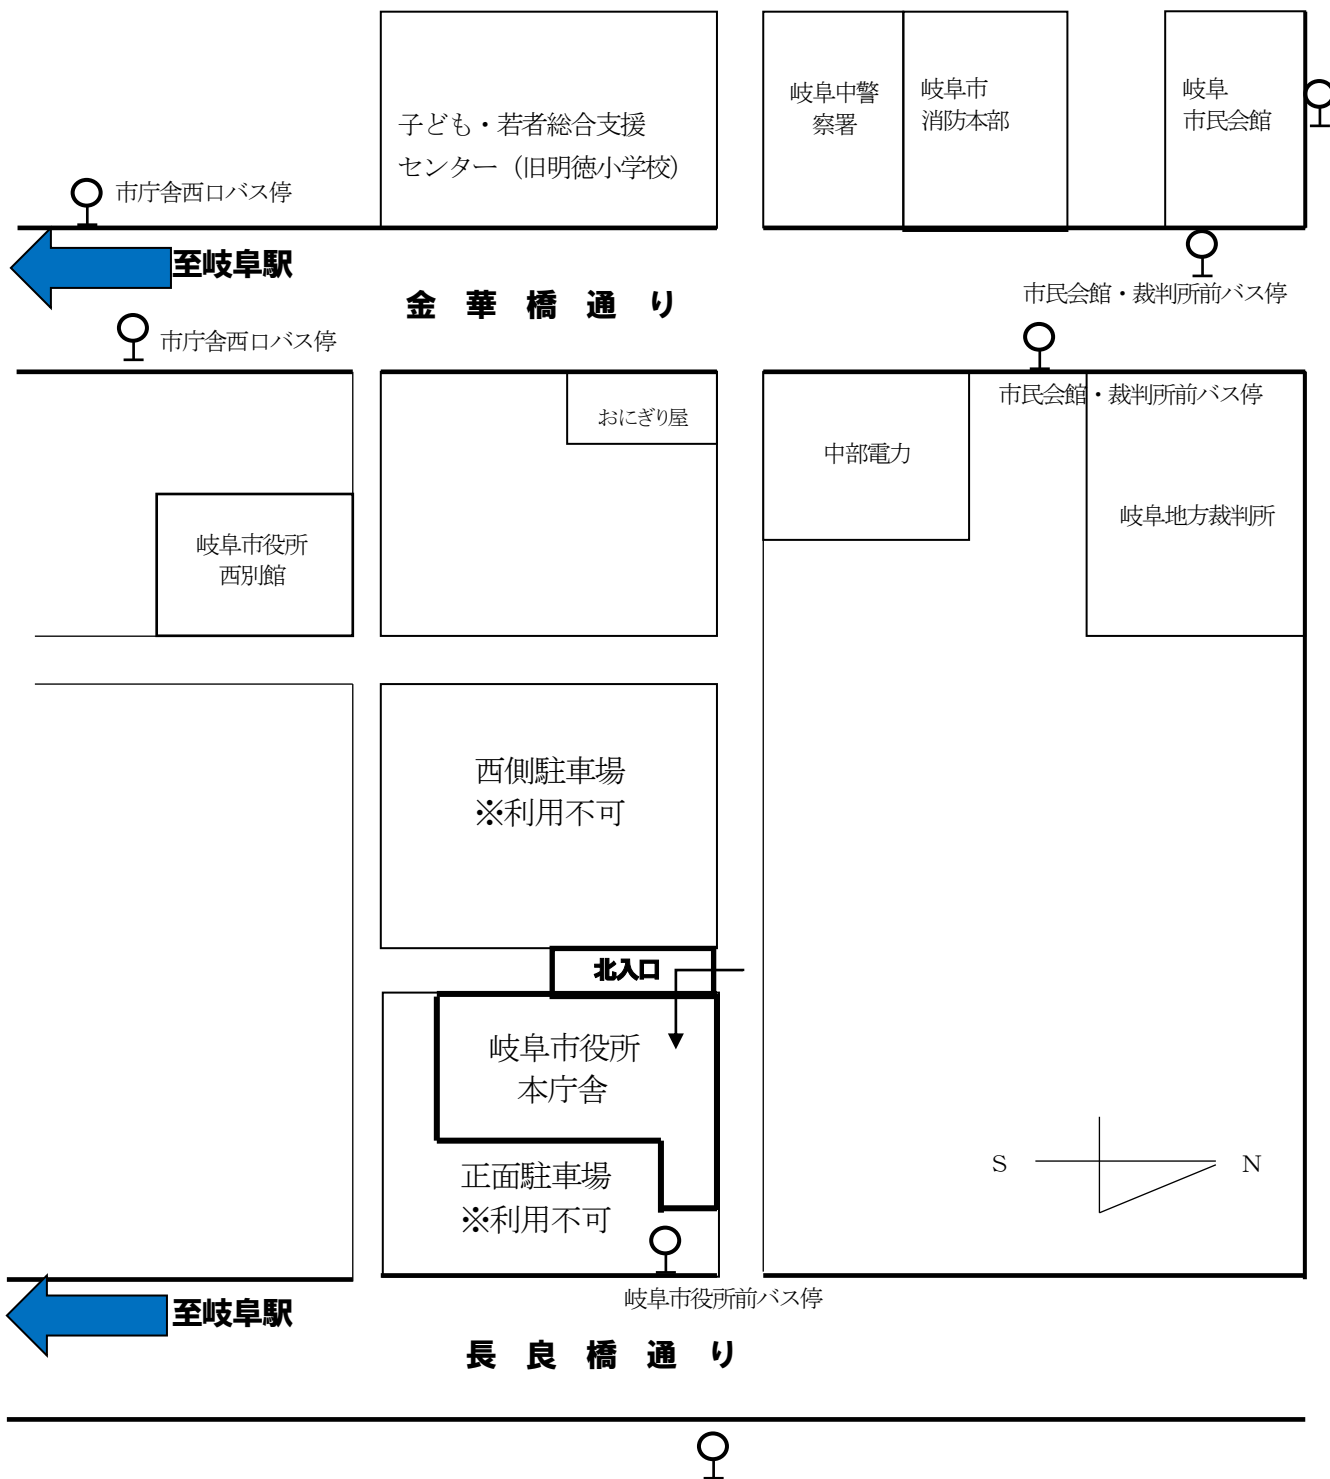 岐阜中警
察署
岐阜市
消防本部
岐阜
市民会館
子ども・若者総合支援
センター（旧明徳小学校）
市庁舎西口バス停
至岐阜駅
金華橋通り
市民会館・裁判所前バス停
市庁舎西口バス停
市民会館・裁判所前バス停
おにぎり屋
中部電力
岐阜地方裁判所
岐阜市役所
西別館
西側駐車場
※利用不可
北入口
岐阜市役所
本庁舎
正面駐車場
※利用不可
S
N
岐阜市役所前バス停
至岐阜駅
長良橋通り